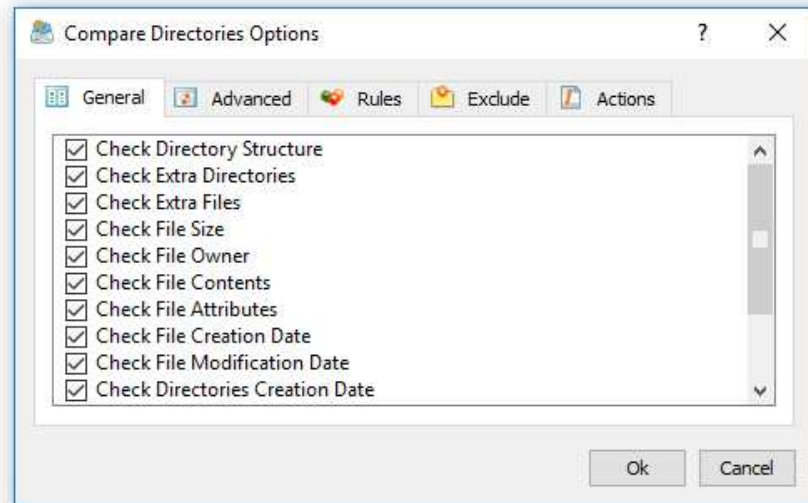 Compare Directories Options
General Advanced Rules Exclude Actions
Check Directory Structure
Check Extra Directories
Check Extra Files
Check File Size
Check File Owner
Check File Contents
Check File Attributes
Check File Creation Date
Check File Modification Date
Check Directories Creation Date
Ok Cancel